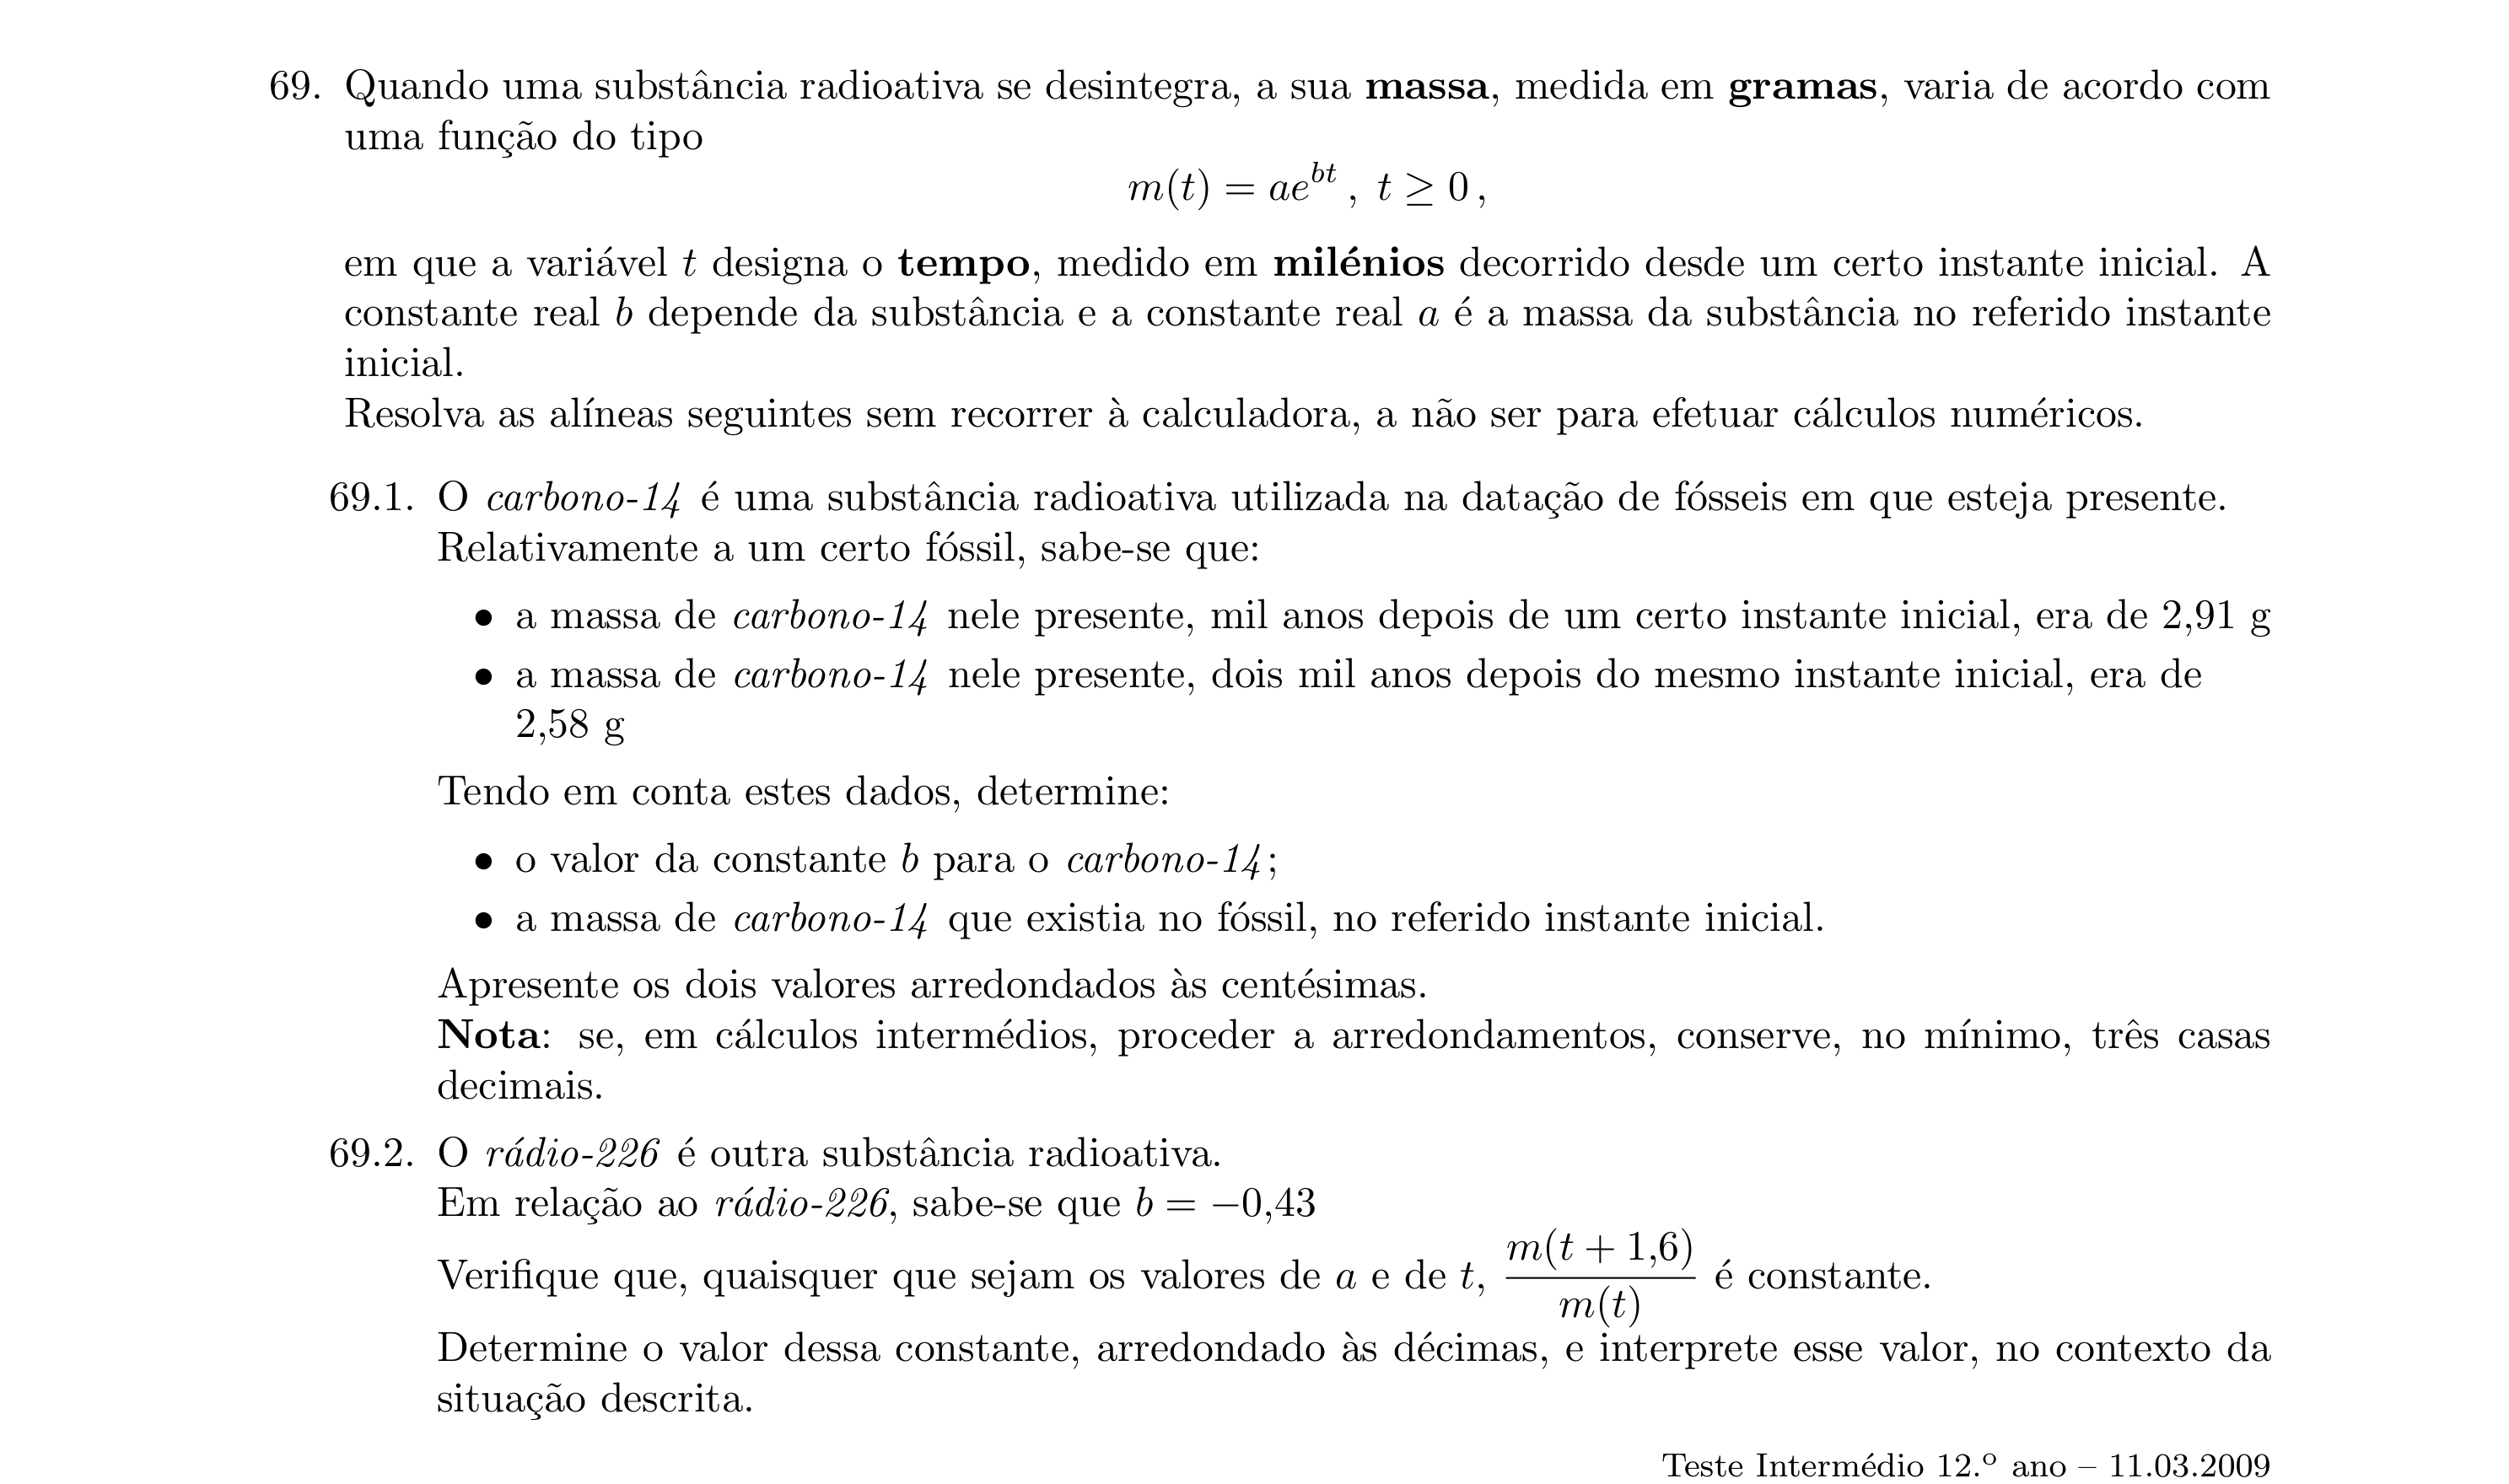 69. Quando uma substância radioativa se desintegra, a sua massa, medida em gramas, varia de acordo com
uma função do tipo
m(t) = ae^{bt} , t ≥ 0 ,
em que a variável t designa o tempo, medido em milénios decorrido desde um certo instante inicial. A
constante real b depende da substância e a constante real a é a massa da substância no referido instante
inicial.
Resolva as alíneas seguintes sem recorrer à calculadora, a não ser para efetuar cálculos numéricos.
69.1. O carbono-14 é uma substância radioativa utilizada na datação de fósseis em que esteja presente.
Relativamente a um certo fóssil, sabe-se que:
• a massa de carbono-14 nele presente, mil anos depois de um certo instante inicial, era de 2,91 g
• a massa de carbono-14 nele presente, dois mil anos depois do mesmo instante inicial, era de
2,58 g
Tendo em conta estes dados, determine:
• o valor da constante b para o carbono-14;
• a massa de carbono-14 que existia no fóssil, no referido instante inicial.
Apresente os dois valores arredondados às centésimas.
Nota: se, em cálculos intermédios, proceder a arredondamentos, conserve, no mínimo, três casas
decimais.
69.2. O rádio-226 é outra substância radioativa.
Em relação ao rádio-226, sabe-se que b = −0,43
Verifique que, quaisquer que sejam os valores de a e de t, \frac{m(t + 1,6)}{m(t)} é constante.
Determine o valor dessa constante, arredondado às décimas, e interprete esse valor, no contexto da
situação descrita.
Teste Intermédio 12.º ano – 11.03.2009